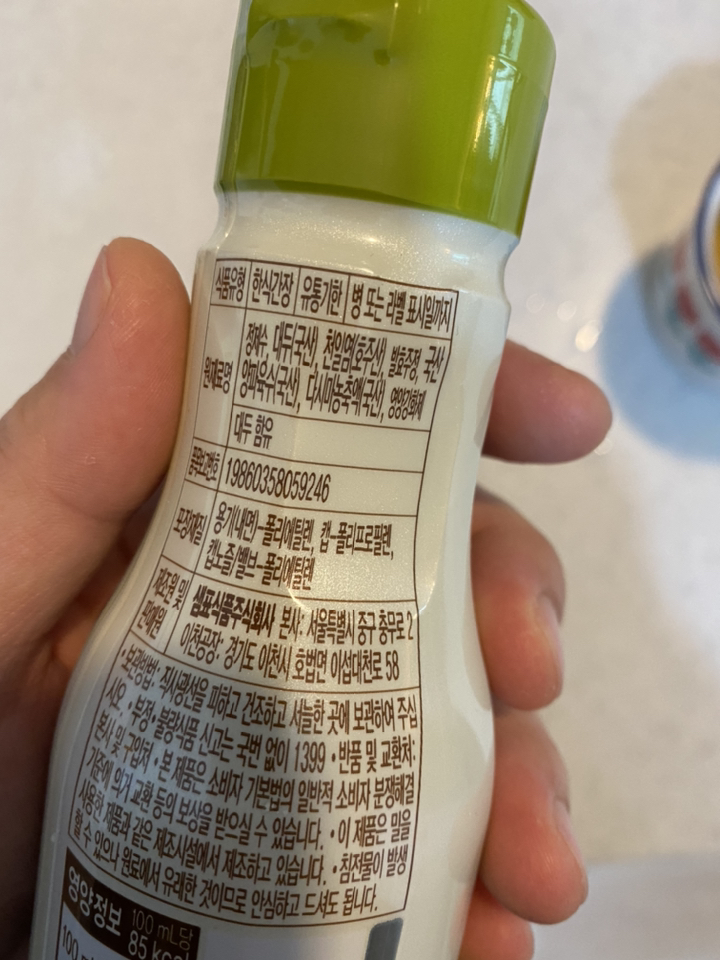 식품유형 한식간장 유통기한 병 또는 라벨 표시일까지
원재료명 정제수, 대두(국산), 천일염(호주산), 발효주정, 국산
양파육수(국산), 다시마농축액(국산), 영양강화제
대두 함유
품목보고번호 19860358059246
포장재질 용기(내면)-폴리에틸렌, 캡-폴리프로필렌,
캡노즐/밸브-폴리에틸렌
제조원 및 판매원 샘표식품주식회사 본사: 서울특별시 중구 충무로 2
이천공장: 경기도 이천시 호법면 이섭대천로 58
•보관방법: 직사광선을 피하고 건조하고 서늘한 곳에 보관하여 주십
시오. •부정•불량식품 신고는 국번 없이 1399 •반품 및 교환처:
본사 및 구입처 •본 제품은 소비자 기본법의 일반적 소비자 분쟁해결
기준에 의거 교환 등의 보상을 받으실 수 있습니다. •이 제품은 밀을
사용한 제품과 같은 제조시설에서 제조하고 있습니다. •침전물이 발생
할 수 있으나 원료에서 유래한 것이므로 안심하고 드셔도 됩니다.
영양정보 100 mL당
85 kcal